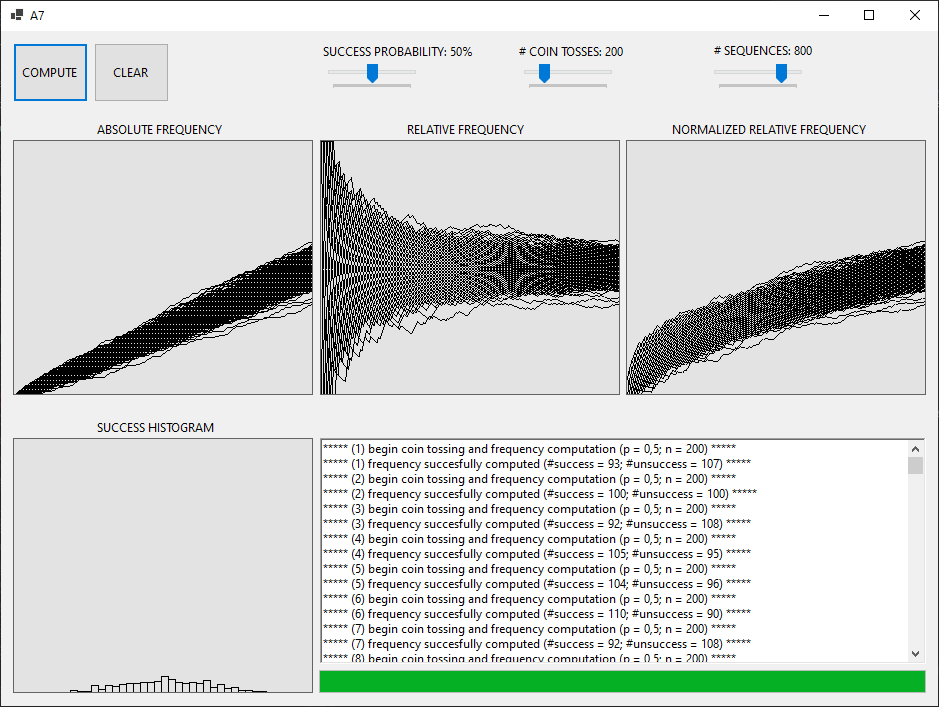 A7
COMPUTE
CLEAR
SUCCESS PROBABILITY: 50%
# COIN TOSSES: 200
# SEQUENCES: 800
ABSOLUTE FREQUENCY
RELATIVE FREQUENCY
NORMALIZED RELATIVE FREQUENCY
SUCCESS HISTOGRAM
***** (1) begin coin tossing and frequency computation (p = 0,5; n = 200) *****
***** (1) frequency succesfully computed (#success = 93; #unsuccess = 107) *****
***** (2) begin coin tossing and frequency computation (p = 0,5; n = 200) *****
***** (2) frequency succesfully computed (#success = 100; #unsuccess = 100) *****
***** (3) begin coin tossing and frequency computation (p = 0,5; n = 200) *****
***** (3) frequency succesfully computed (#success = 92; #unsuccess = 108) *****
***** (4) begin coin tossing and frequency computation (p = 0,5; n = 200) *****
***** (4) frequency succesfully computed (#success = 105; #unsuccess = 95) *****
***** (5) begin coin tossing and frequency computation (p = 0,5; n = 200) *****
***** (5) frequency succesfully computed (#success = 104; #unsuccess = 96) *****
***** (6) begin coin tossing and frequency computation (p = 0,5; n = 200) *****
***** (6) frequency succesfully computed (#success = 110; #unsuccess = 90) *****
***** (7) begin coin tossing and frequency computation (p = 0,5; n = 200) *****
***** (7) frequency succesfully computed (#success = 92; #unsuccess = 108) *****
***** (8) begin coin tossing and frequency computation (p = 0,5; n = 200) *****